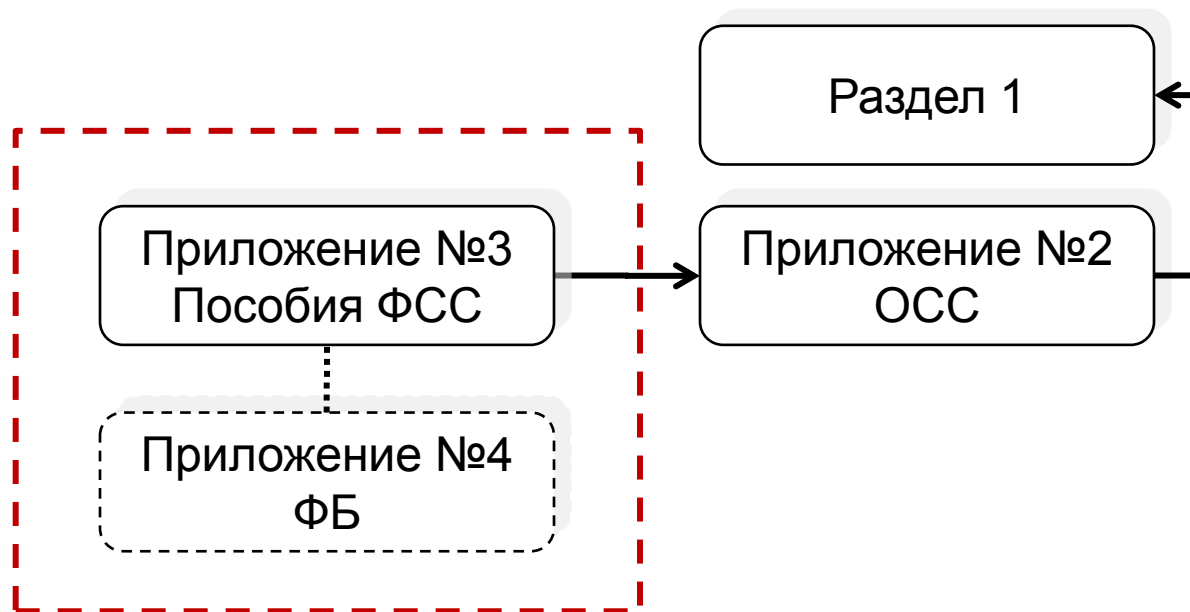 Раздел 1
Приложение №3
Пособия ФСС
Приложение №2
ОСС
Приложение №4
ФБ